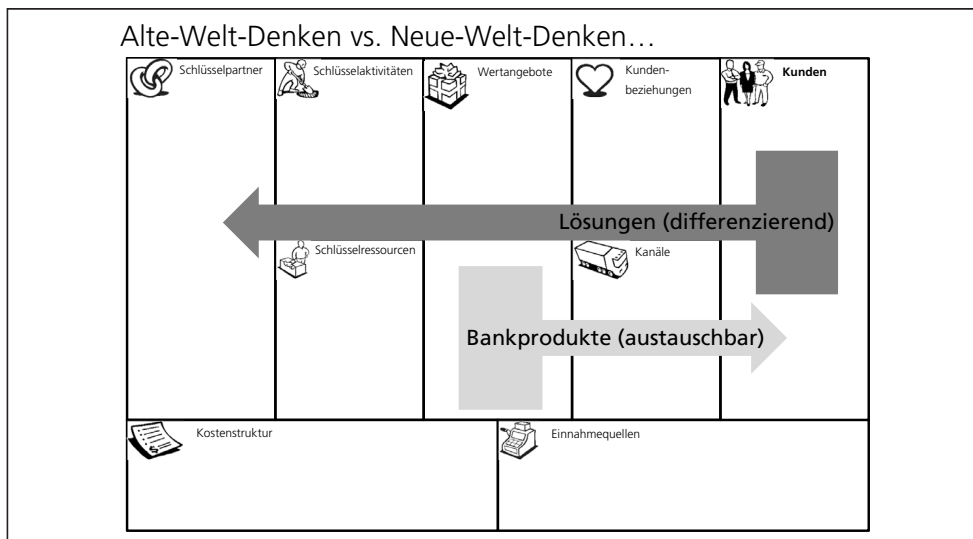 Alte-Welt-Denken vs. Neue-Welt-Denken…
Schlüsselpartner
Schlüsselaktivitäten
Wertangebote
Kunden-
beziehungen
Kunden
Lösungen (differenzierend)
Schlüsselressourcen
Kanäle
Bankprodukte (austauschbar)
Kostenstruktur
Einnahmequellen